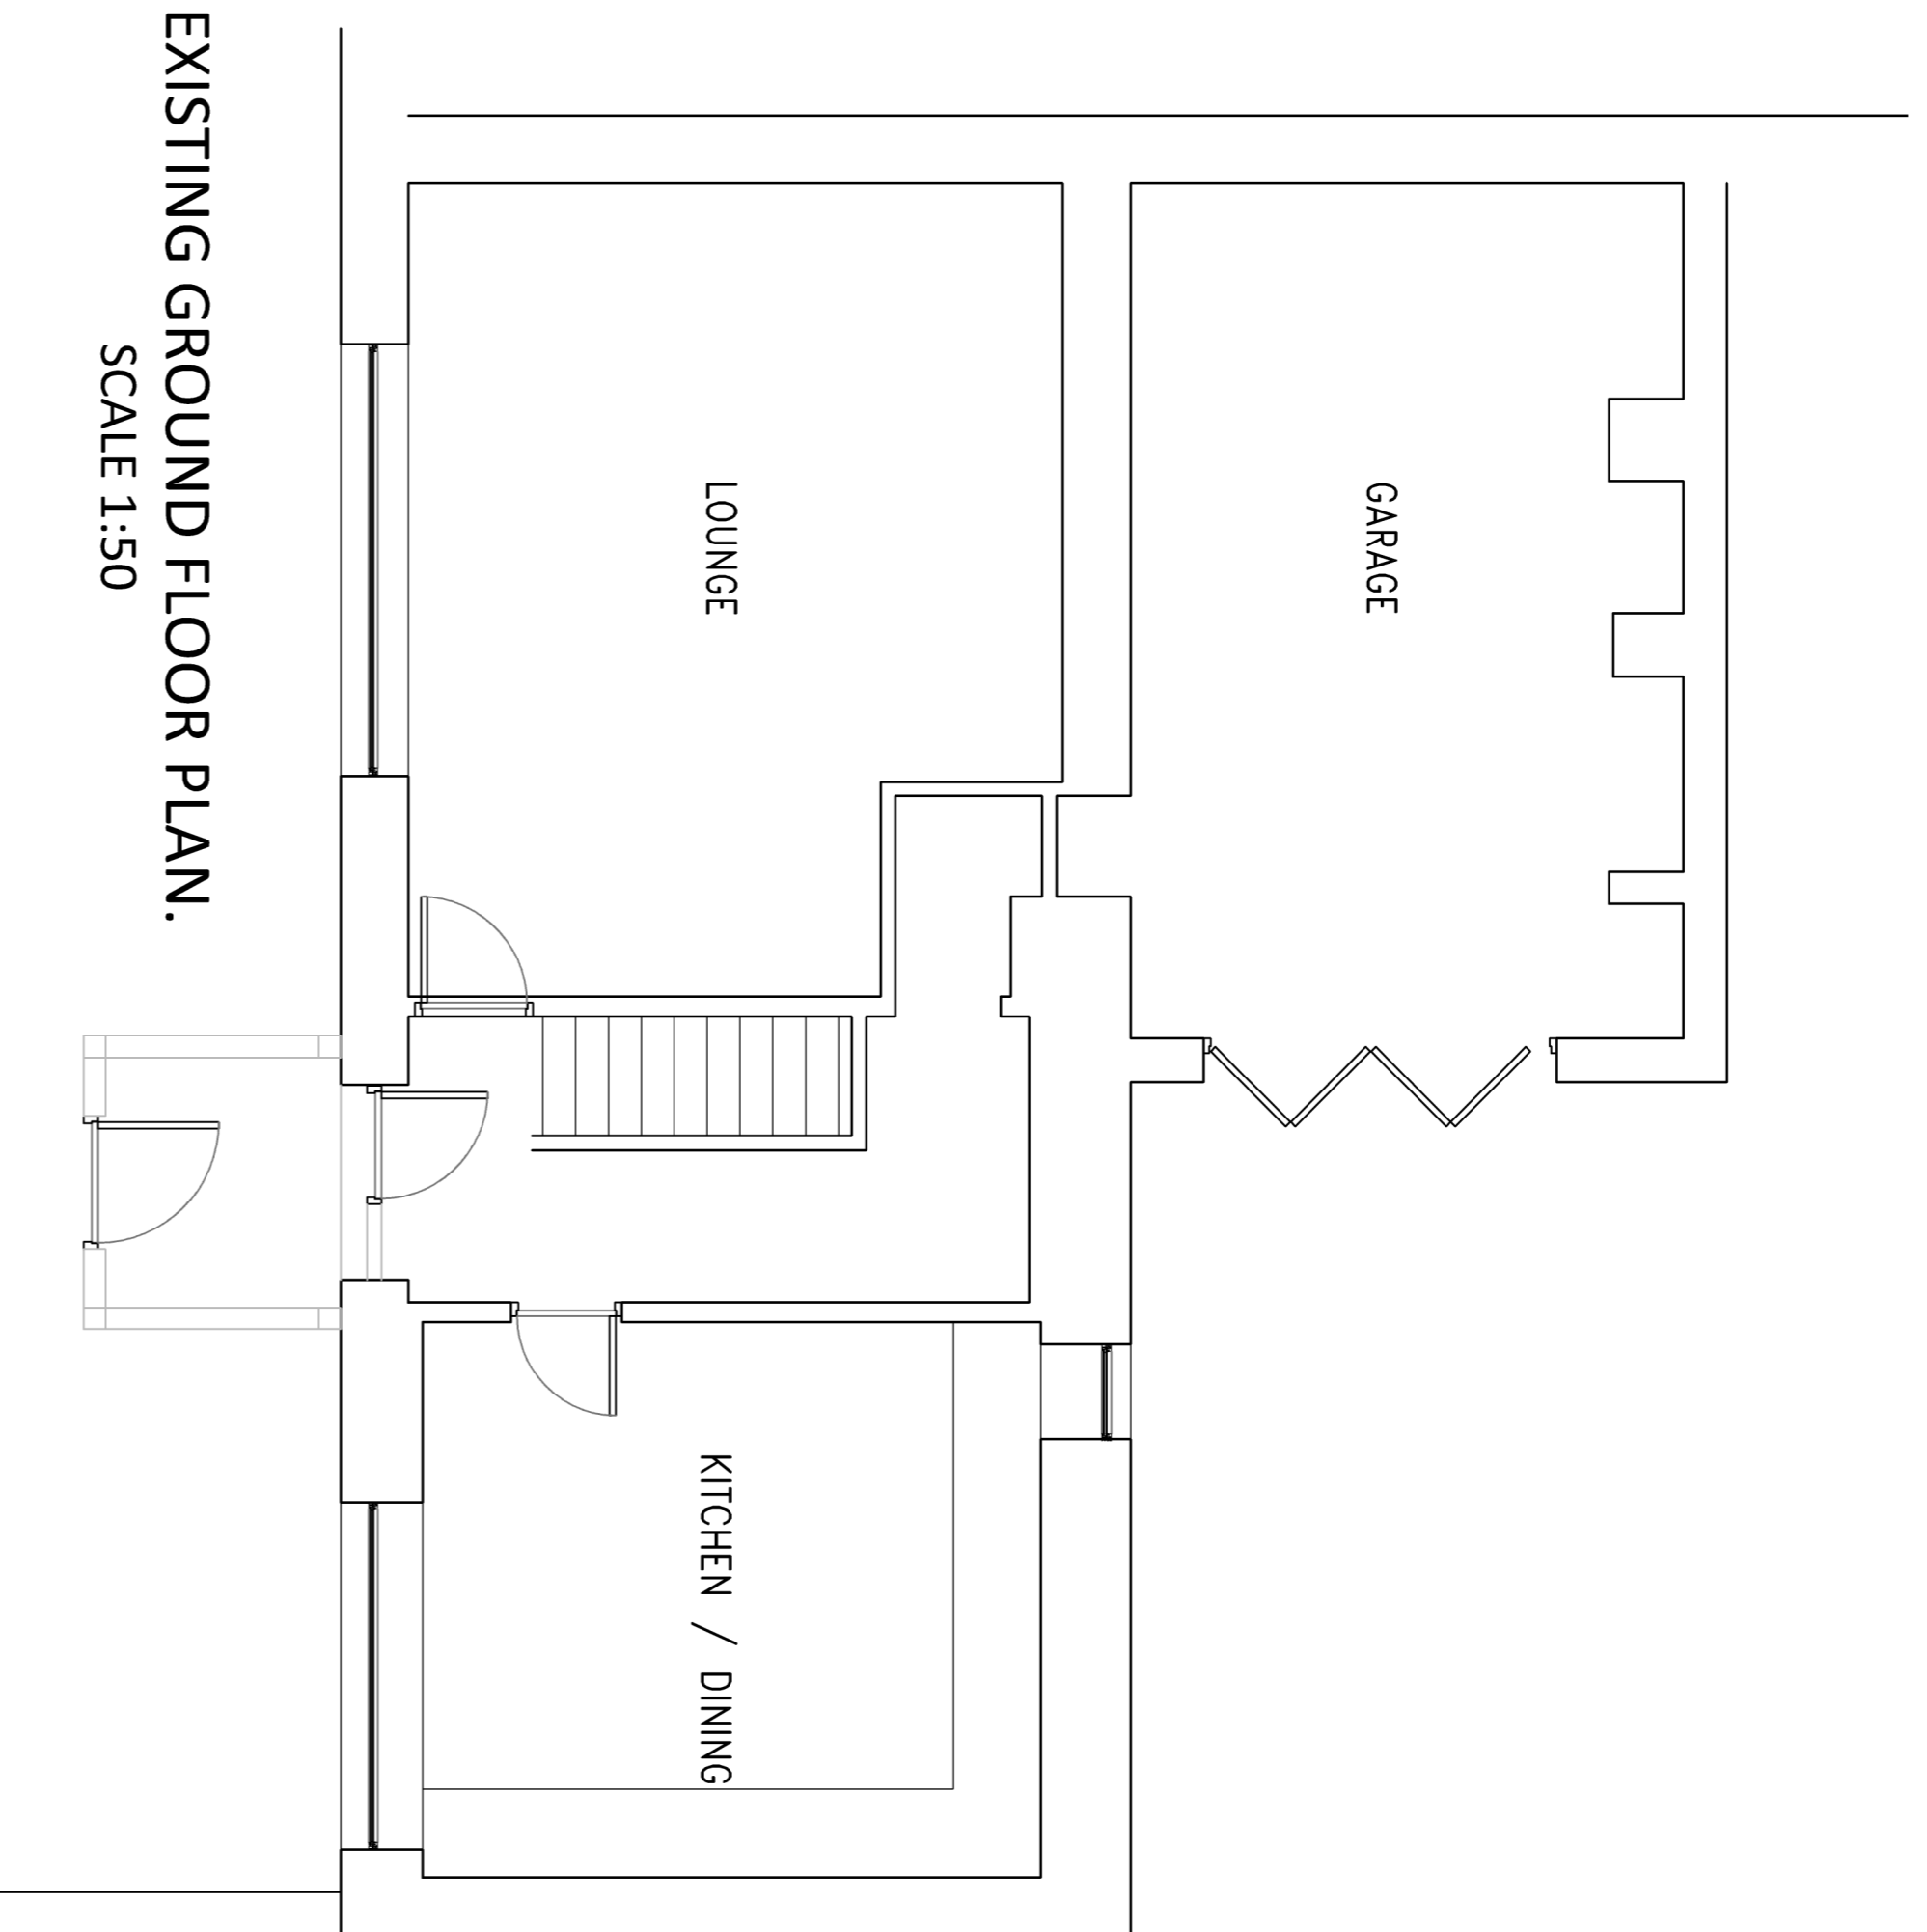 GARAGE
LOUNGE
KITCHEN / DINING
EXISTING GROUND FLOOR PLAN.
SCALE 1:50